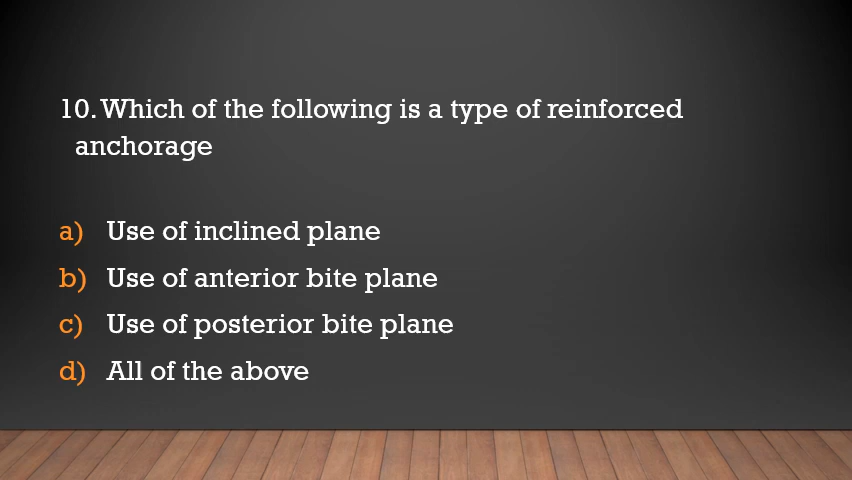 10. Which of the following is a type of reinforced
anchorage
a) Use of inclined plane
b) Use of anterior bite plane
c) Use of posterior bite plane
d) All of the above